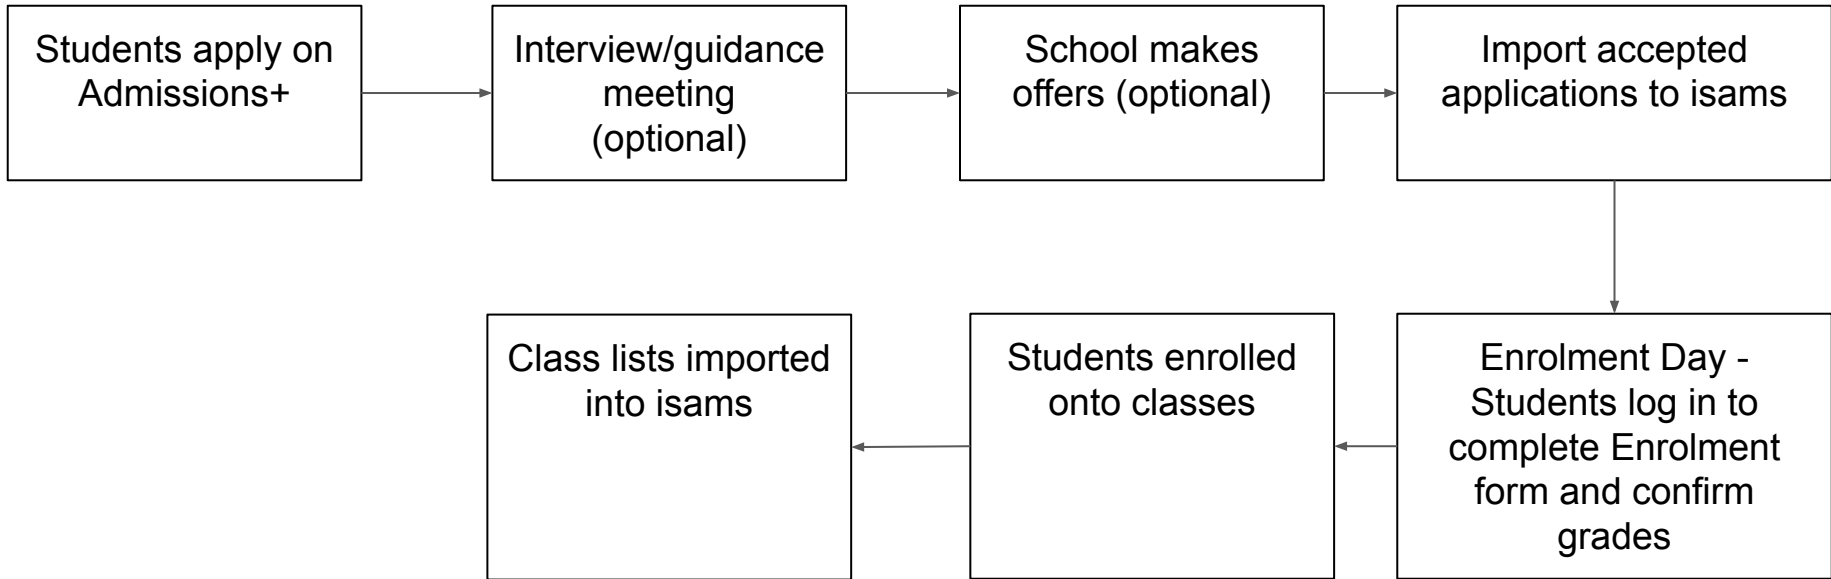 Students apply on
Admissions+
Interview/guidance
meeting
(optional)
School makes
offers (optional)
Import accepted
applications to isams
Enrolment Day -
Students log in to
complete Enrolment
form and confirm
grades
Students enrolled
onto classes
Class lists imported
into isams